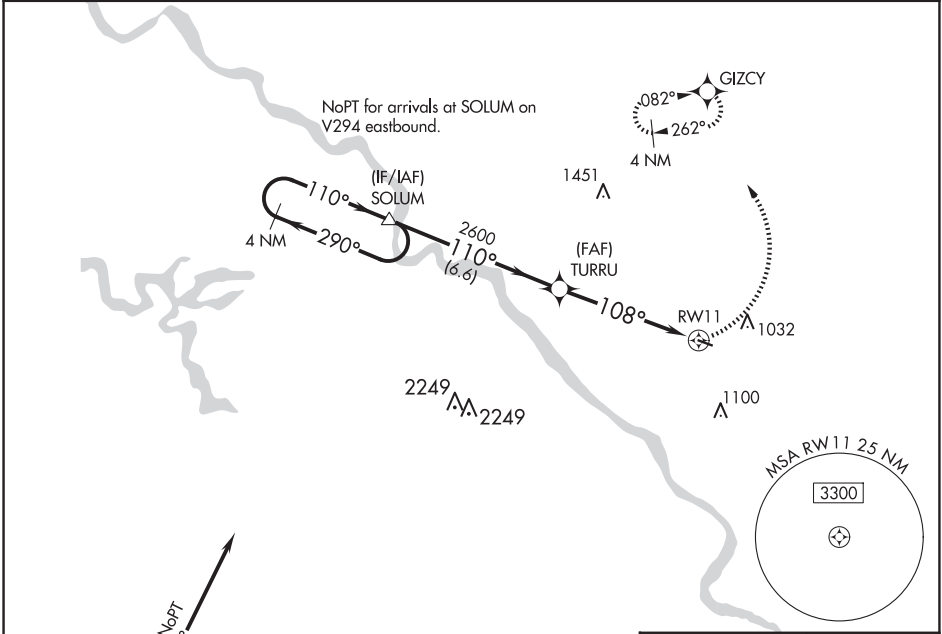 GIZCY
082°
262°
4 NM
NoPT for arrivals at SOLUM on
V294 eastbound.
1451
(IF/IAF)
SOLUM
110°
4 NM
290°
2600
110°
(6.6)
(FAF)
TURRU
108°
RW11
1032
2249
2249
1100
MSA RW11 25 NM
3300
NoPT